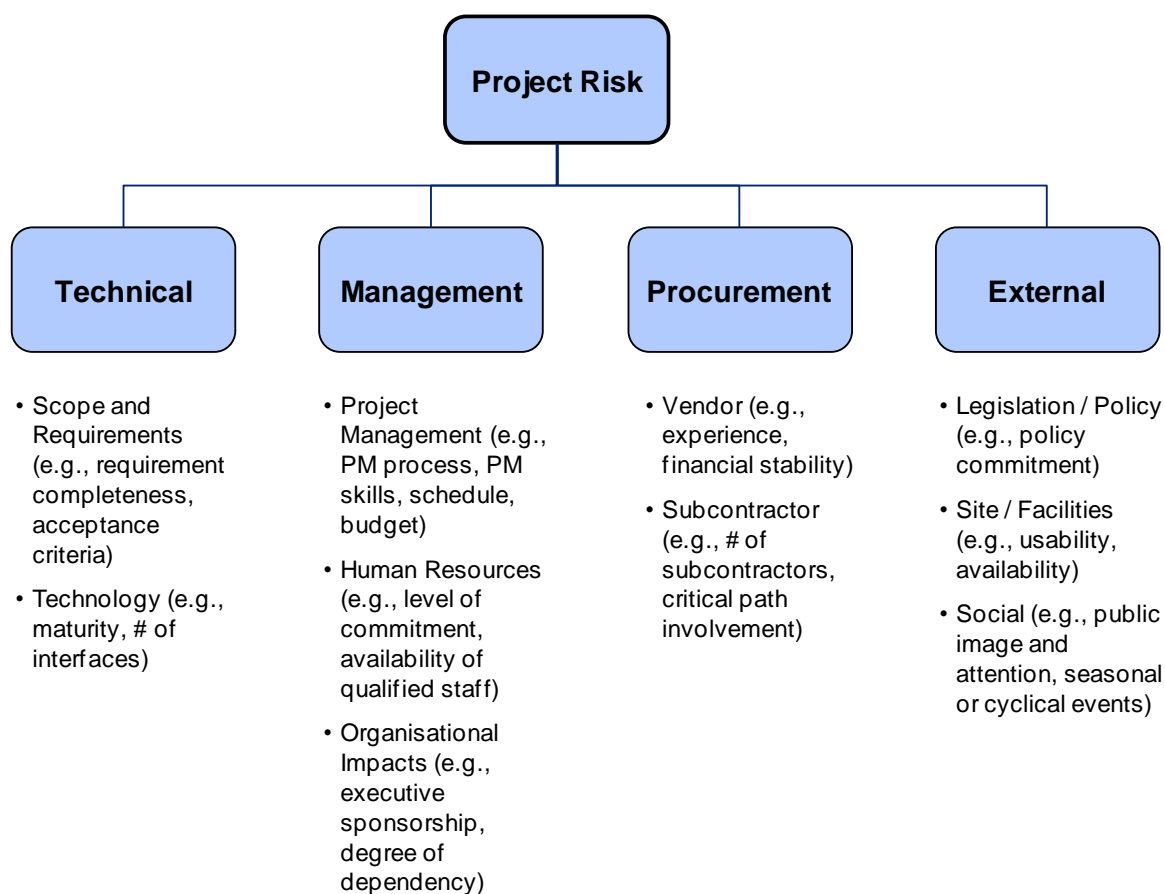 Project Risk
Technical
Management
Procurement
External
• Scope and
Requirements
(e.g., requirement
completeness,
acceptance
criteria)
• Technology (e.g.,
maturity, # of
interfaces)
• Project
Management (e.g.,
PM process, PM
skills, schedule,
budget)
• Human Resources
(e.g., level of
commitment,
availability of
qualified staff)
• Organisational
Impacts (e.g.,
executive
sponsorship,
degree of
dependency)
• Vendor (e.g.,
experience,
financial stability)
• Subcontractor
(e.g., # of
subcontractors,
critical path
involvement)
• Legislation / Policy
(e.g., policy
commitment)
• Site / Facilities
(e.g., usability,
availability)
• Social (e.g., public
image and
attention, seasonal
or cyclical events)